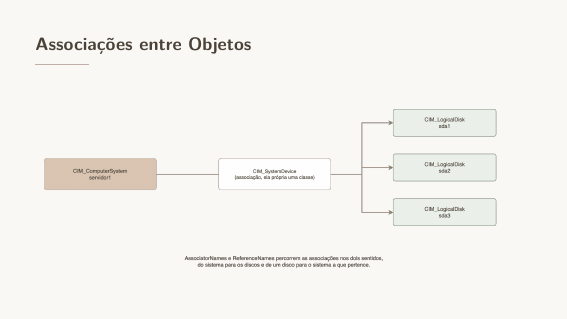 Associações entre Objetos
CIM_ComputerSystem
servidor1
CIM_SystemDevice
(associação, ela própria uma classe)
CIM_LogicalDisk
sda1
CIM_LogicalDisk
sda2
CIM_LogicalDisk
sda3
AssociatorNames e ReferenceNames percorrem as associações nos dois sentidos,
do sistema para os discos e de um disco para o sistema a que pertence.